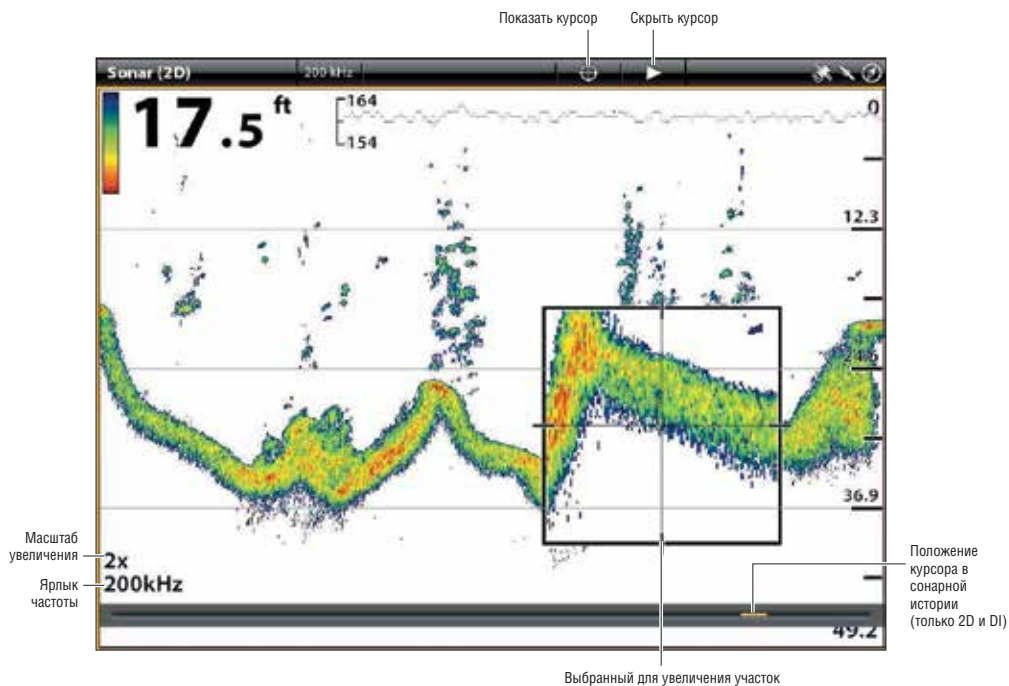 Показать курсор
Скрыть курсор
Sonar (2D)
200 kHz
17.5 ft
164
154
0
12.3
24.6
36.9
Масштаб
увеличения
2x
Ярлык
частоты
200kHz
Положение
курсора в
сонарной
истории
(только 2D и DI)
49.2
Выбранный для увеличения участок